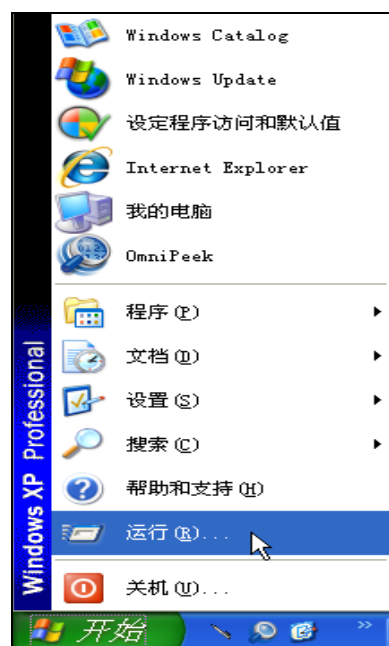 Windows Catalog
Windows Update
设定程序访问和默认值
Internet Explorer
我的电脑
OmniPeek
程序(P)
文档(D)
设置(S)
搜索(C)
帮助和支持(H)
运行(R)...
关机(U)...
Windows XP Professional
开始